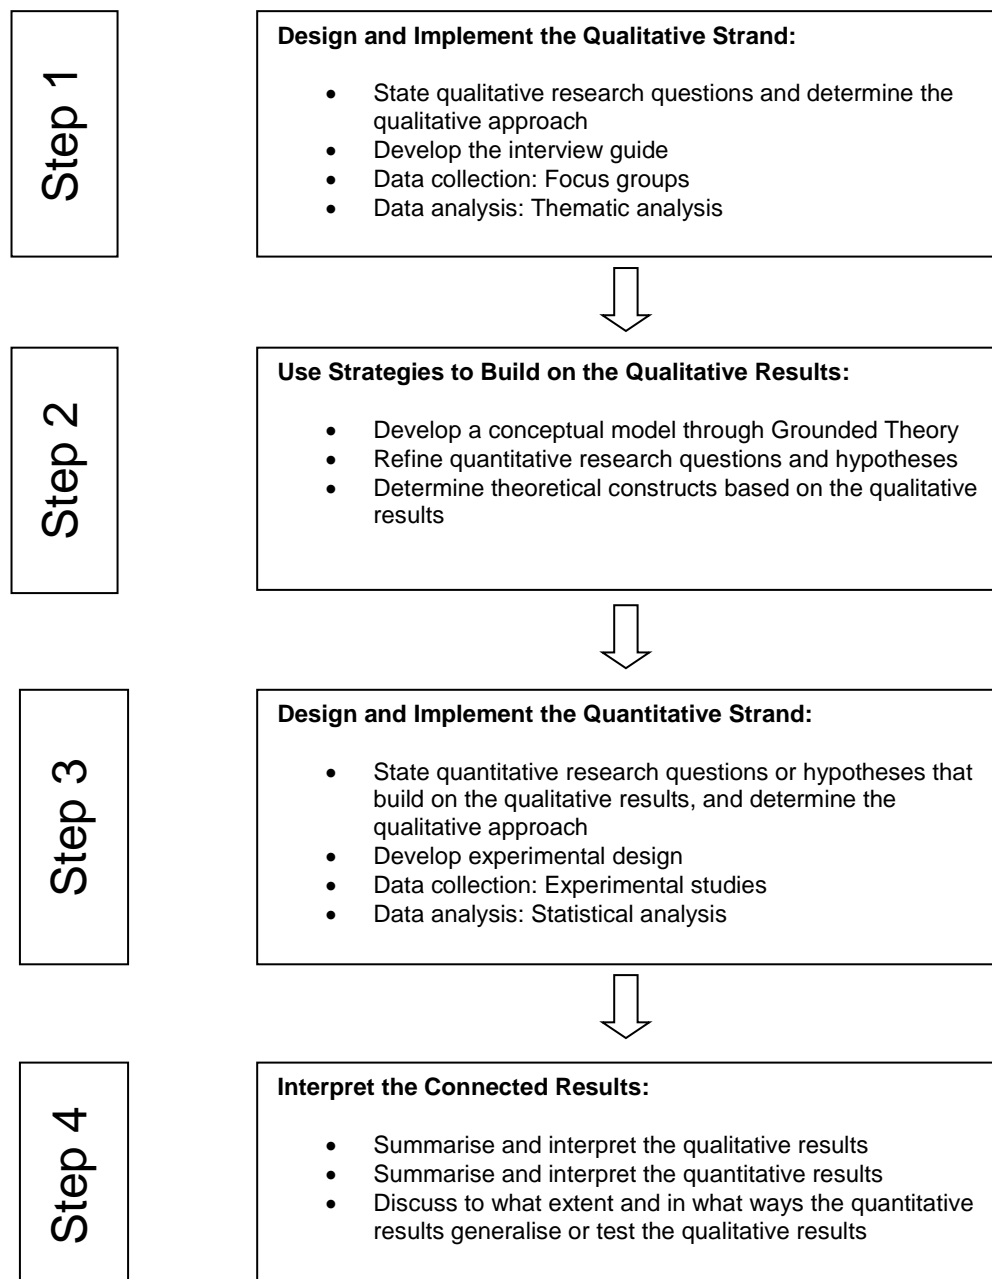 Step 1
Design and Implement the Qualitative Strand:
• State qualitative research questions and determine the
qualitative approach
• Develop the interview guide
• Data collection: Focus groups
• Data analysis: Thematic analysis
Step 2
Use Strategies to Build on the Qualitative Results:
• Develop a conceptual model through Grounded Theory
• Refine quantitative research questions and hypotheses
• Determine theoretical constructs based on the qualitative
results
Step 3
Design and Implement the Quantitative Strand:
• State quantitative research questions or hypotheses that
build on the qualitative results, and determine the
qualitative approach
• Develop experimental design
• Data collection: Experimental studies
• Data analysis: Statistical analysis
Step 4
Interpret the Connected Results:
• Summarise and interpret the qualitative results
• Summarise and interpret the quantitative results
• Discuss to what extent and in what ways the quantitative
results generalise or test the qualitative results